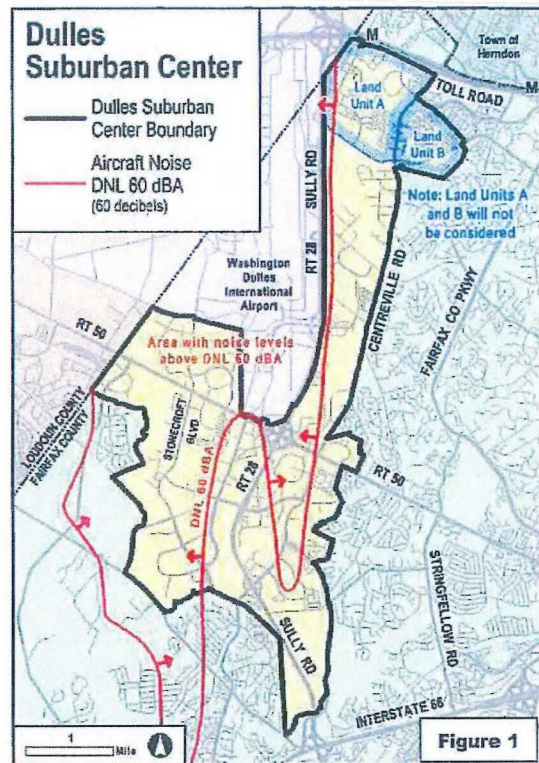 Dulles
Suburban Center
Dulles Suburban
Center Boundary
Aircraft Noise
DNL 60 dBA
(60 decibels)
M
Town of
Herndon
TOLL ROAD
M
Land
Unit A
Land
Unit B
Note: Land Units A
and B will not
be considered
SULLY RD
RT 28
CENTREVILLE RD
FAIRFAX CO PKWY
Washington
Dulles
International
Airport
RT 50
Area with noise levels
above DNL 60 dBA
LOUDOUN COUNTY
FAIRFAX COUNTY
STONECROFT
BLVD
DNL 60 dBA
RT 28
RT 50
STRINGFELLOW RD
SULLY RD
INTERSTATE 66
1
Mile
Figure 1